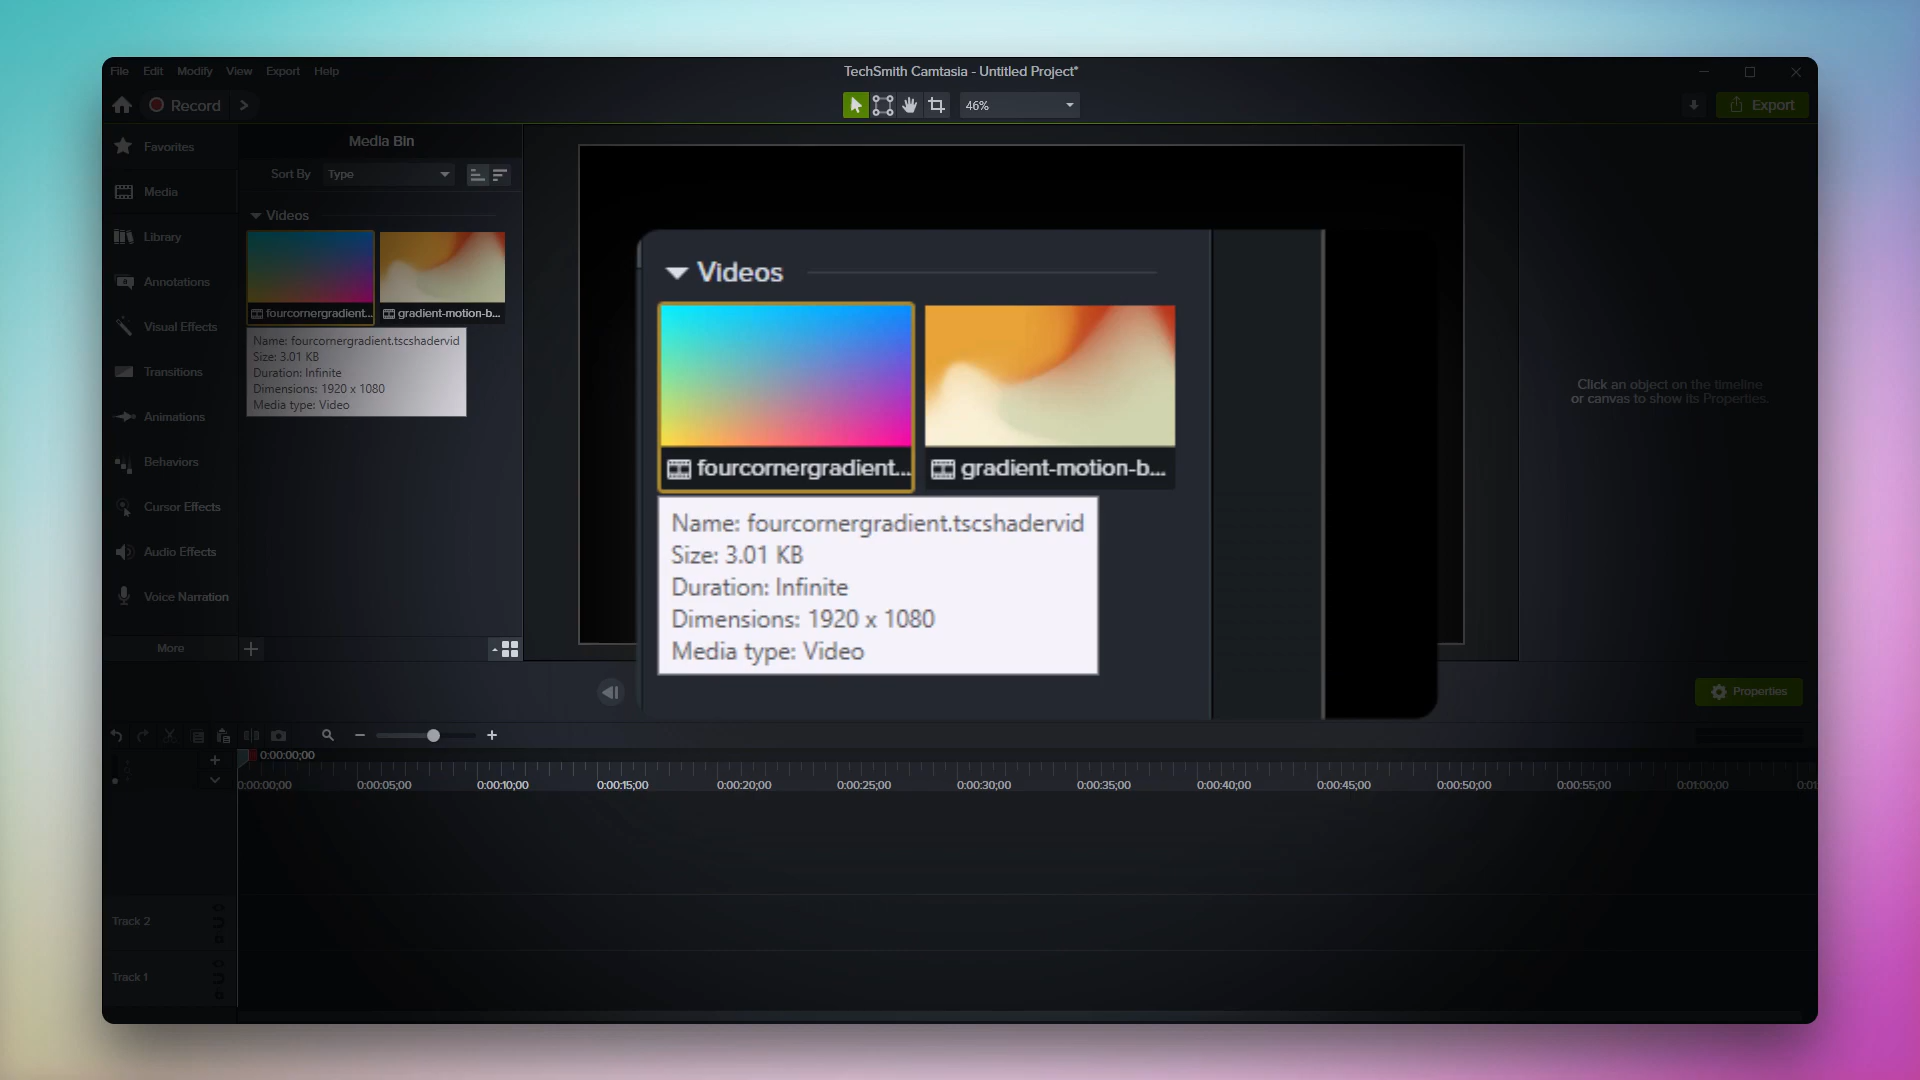 File Edit Modify View Export Help
TechSmith Camtasia - Untitled Project*
Record
46%
Export
Favorites
Media
Library
Annotations
Visual Effects
Transitions
Animations
Behaviors
Cursor Effects
Audio Effects
Voice Narration
More
Media Bin
Sort By Type
Videos
fourcornergradient... gradient-motion-b...
Name: fourcornergradient.tscshadervid
Size: 3.01 KB
Duration: Infinite
Dimensions: 1920 x 1080
Media type: Video
Videos
fourcornergradient... gradient-motion-b...
Name: fourcornergradient.tscshadervid
Size: 3.01 KB
Duration: Infinite
Dimensions: 1920 x 1080
Media type: Video
Click an object on the timeline
or canvas to show its Properties.
Properties
0:00:00;00
0:00:00;00 0:00:05;00 0:00:10;00 0:00:15;00 0:00:20;00 0:00:25;00 0:00:30;00 0:00:35;00 0:00:40;00 0:00:45;00 0:00:50;00 0:00:55;00 0:01:00;00 0:01
Track 2
Track 1